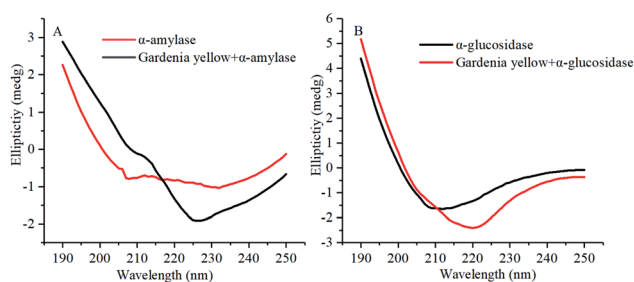 A
α-amylase
Gardenia yellow+α-amylase
3
2
1
0
-1
-2
Elliptictiy (medg)
190 200 210 220 230 240 250
Wavelength (nm)
B
α-glucosidase
Gardenia yellow+α-glucosidase
6
5
4
3
2
1
0
-1
-2
-3
Elliptictiy (medg)
190 200 210 220 230 240 250
Wavelength (nm)